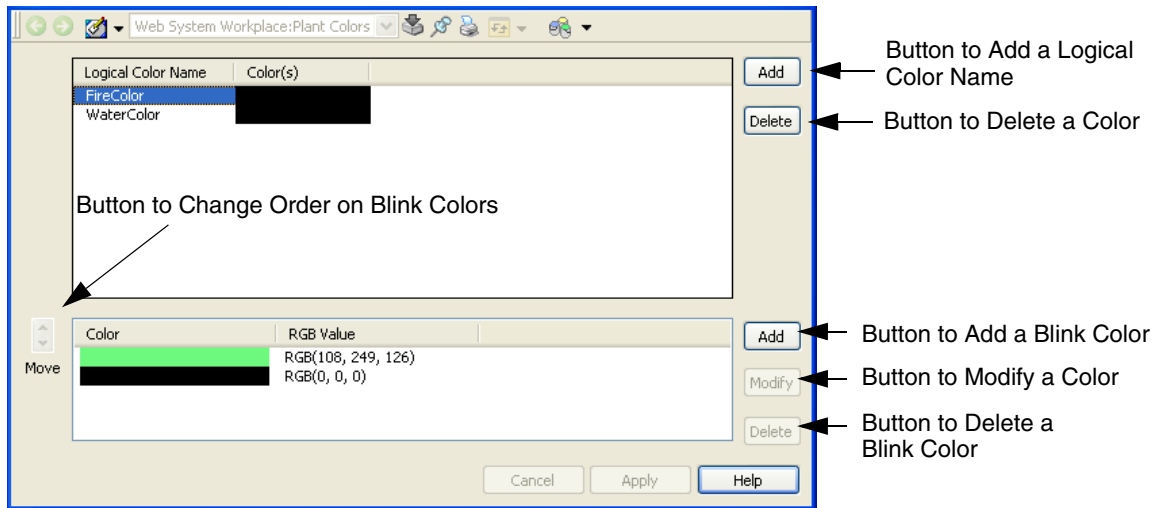 Web System Workplace:Plant Colors
Logical Color Name Color(s)
FireColor
WaterColor
Add
Delete
Button to Add a Logical
Color Name
Button to Delete a Color
Button to Change Order on Blink Colors
Move
Color RGB Value
RGB(108, 249, 126)
RGB(0, 0, 0)
Add
Modify
Delete
Button to Add a Blink Color
Button to Modify a Color
Button to Delete a
Blink Color
Cancel Apply Help